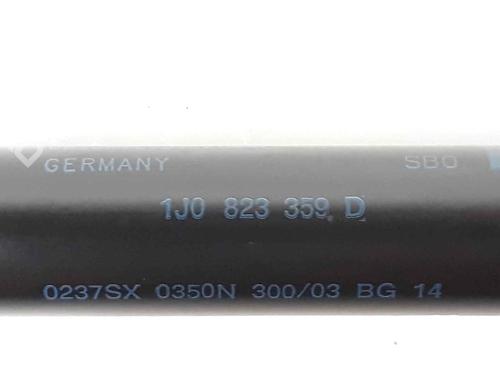 GERMANY SBO
1J0 823 359 D
0237SX 0350N 300/03 BG 14